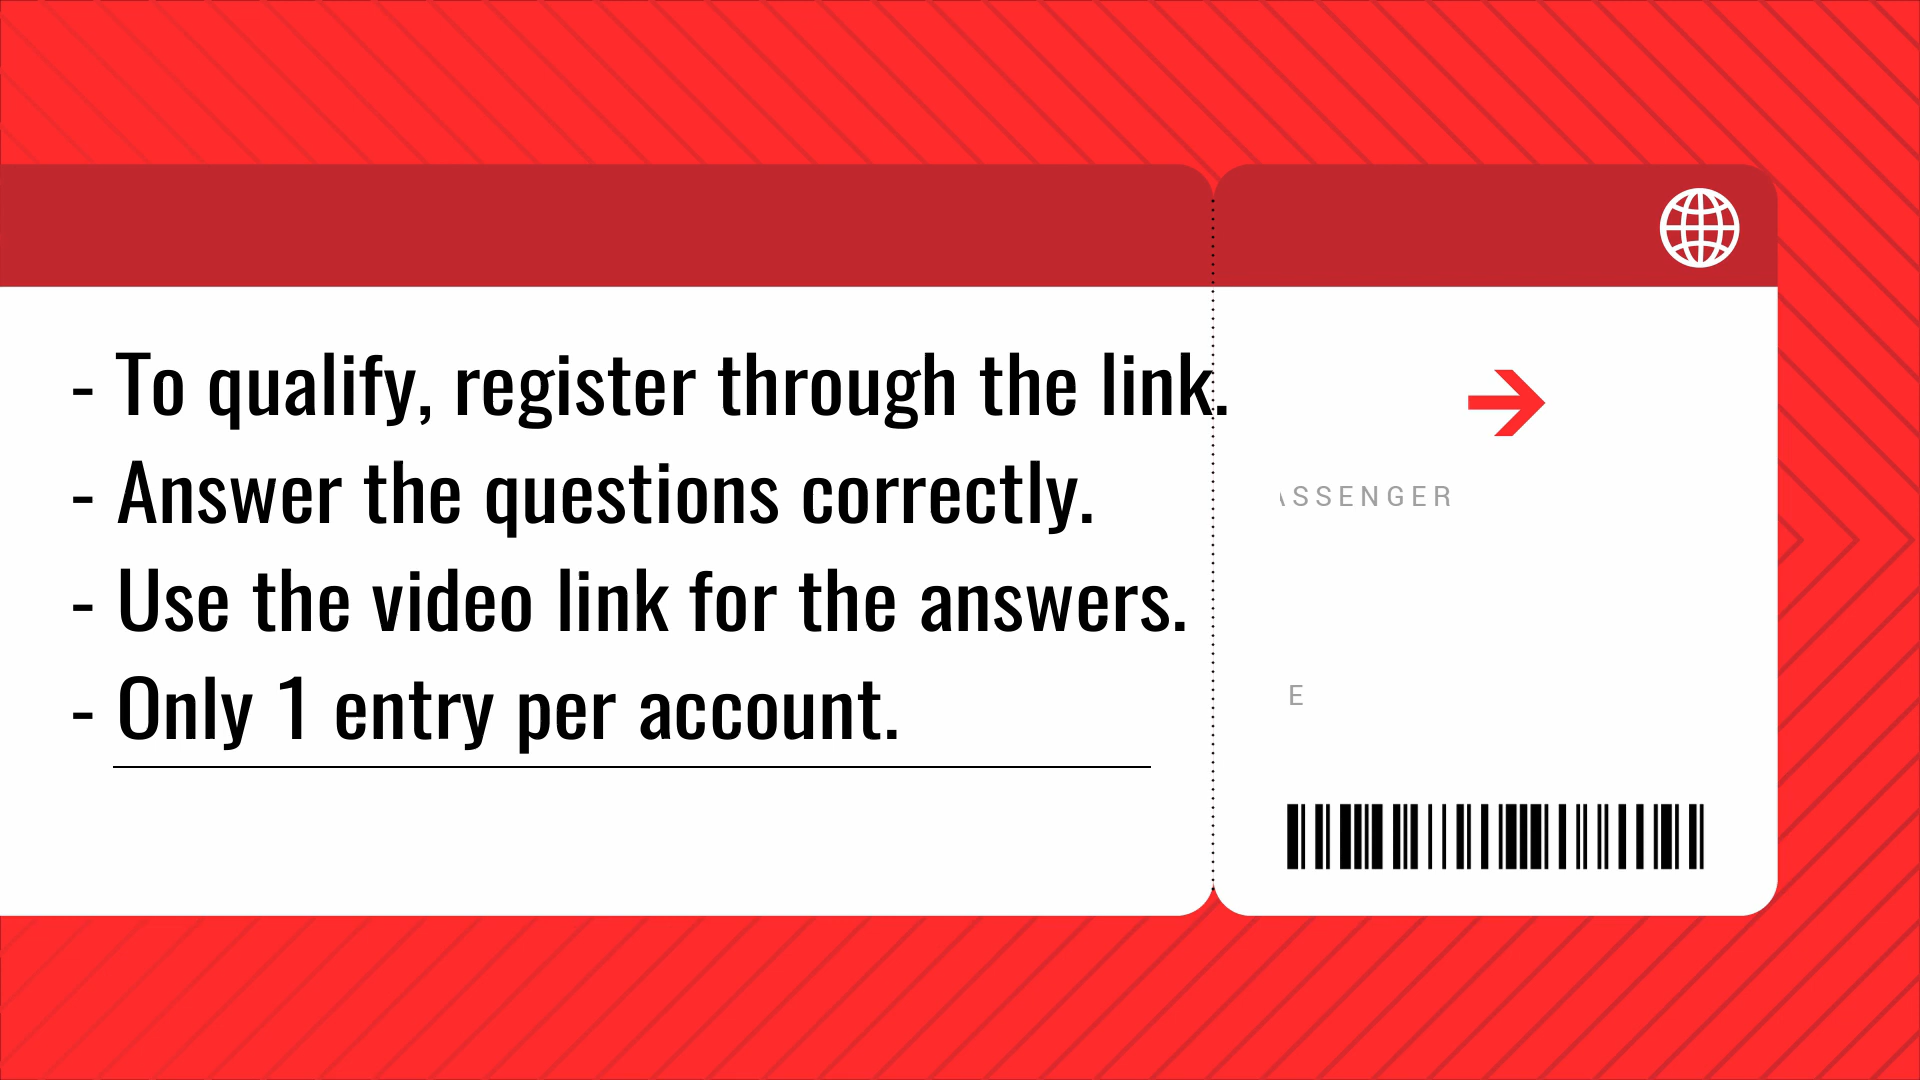 - To qualify, register through the link.
- Answer the questions correctly.
- Use the video link for the answers.
- Only 1 entry per account.
ASSENGER
E